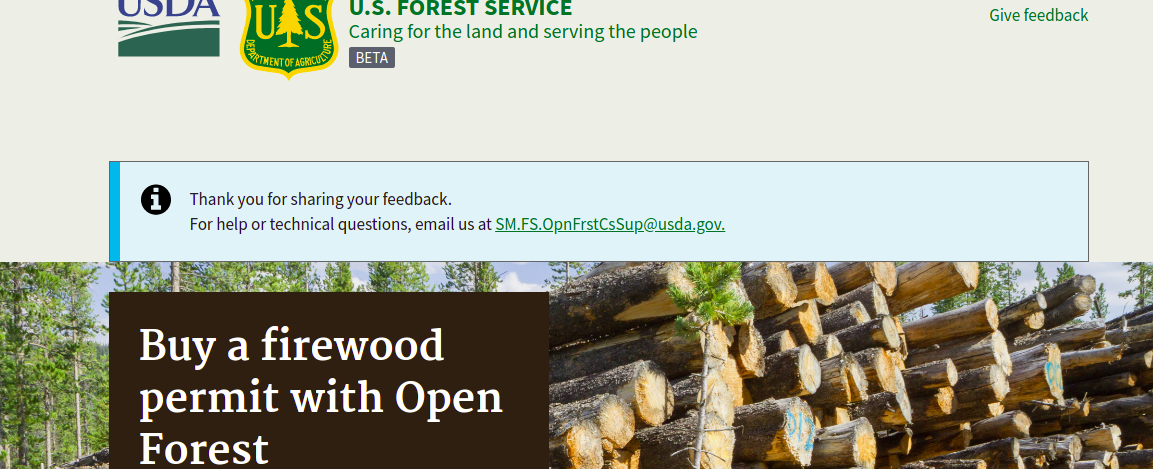 USDA
U.S. FOREST SERVICE
Give feedback
UAS
Caring for the land and serving the people
DEPARTMENT OF AGRICULTURE
BETA
Thank you for sharing your feedback.
For help or technical questions, email us at SM.FS.OpnFrstCsSup@usda.gov.
Buy a firewood
permit with Open
Forest